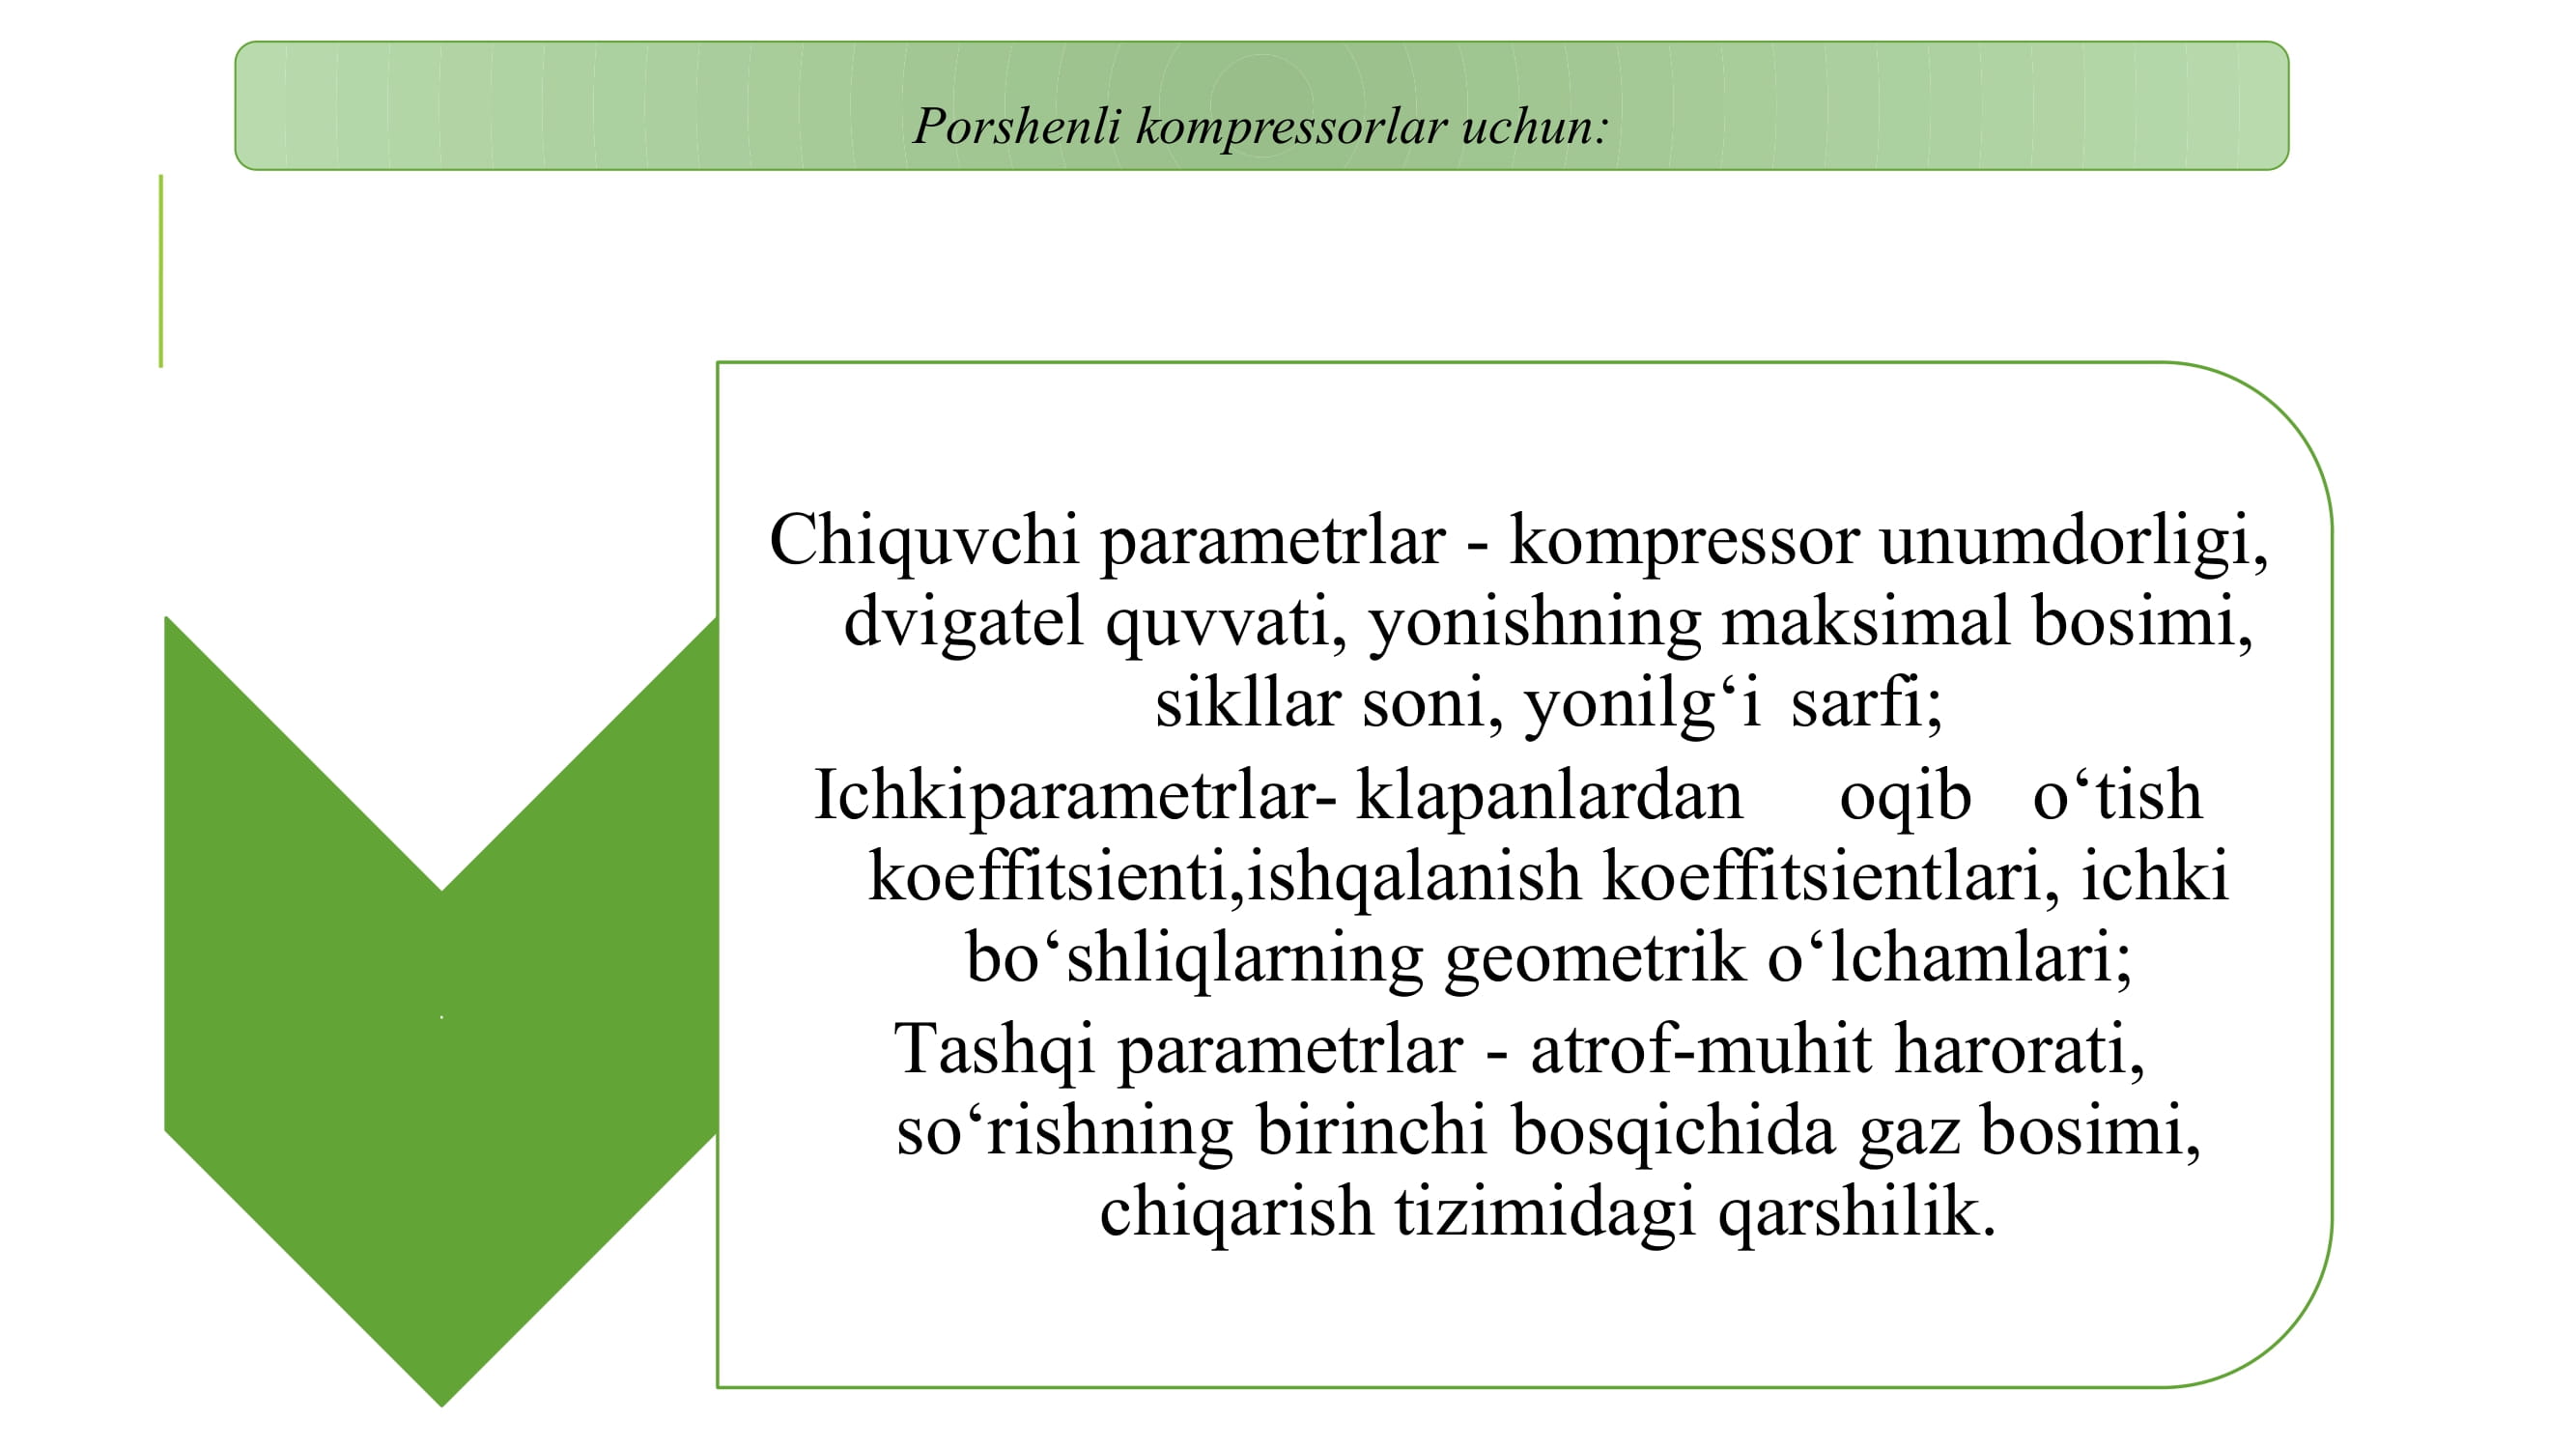 Porshenli kompressorlar uchun:
Chiquvchi parametrlar - kompressor unumdorligi,
dvigatel quvvati, yonishning maksimal bosimi,
sikllar soni, yonilg‘i sarfi;
Ichkiparametrlar- klapanlardan oqib o‘tish
koeffitsienti,ishqalanish koeffitsientlari, ichki
bo‘shliqlarning geometrik o‘lchamlari;
Tashqi parametrlar - atrof-muhit harorati,
so‘rishning birinchi bosqichida gaz bosimi,
chiqarish tizimidagi qarshilik.